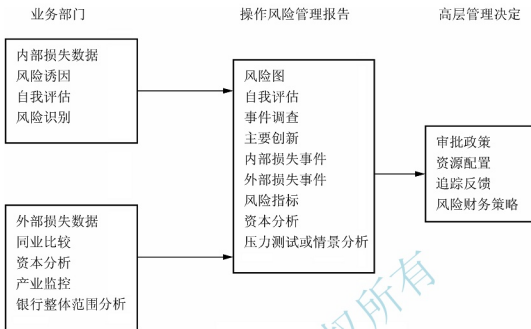 业务部门
操作风险管理报告
高层管理决定
内部损失数据
风险诱因
自我评估
风险识别
外部损失数据
同业比较
资本分析
产业监控
银行整体范围分析
风险图
自我评估
事件调查
主要创新
内部损失事件
外部损失事件
风险指标
资本分析
压力测试或情景分析
审批政策
资源配置
追踪反馈
风险财务策略
权所有